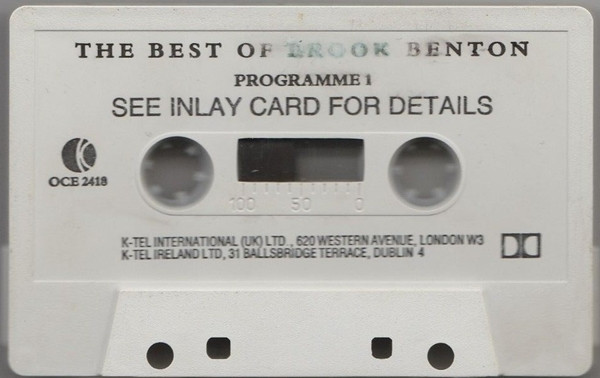 THE BEST OF BROOK BENTON
PROGRAMME 1
SEE INLAY CARD FOR DETAILS
OCE 2418
100 50 0
K-TEL INTERNATIONAL (UK) LTD., 620 WESTERN AVENUE, LONDON W3
K-TEL IRELAND LTD, 31 BALLSBRIDGE TERRACE, DUBLIN 4